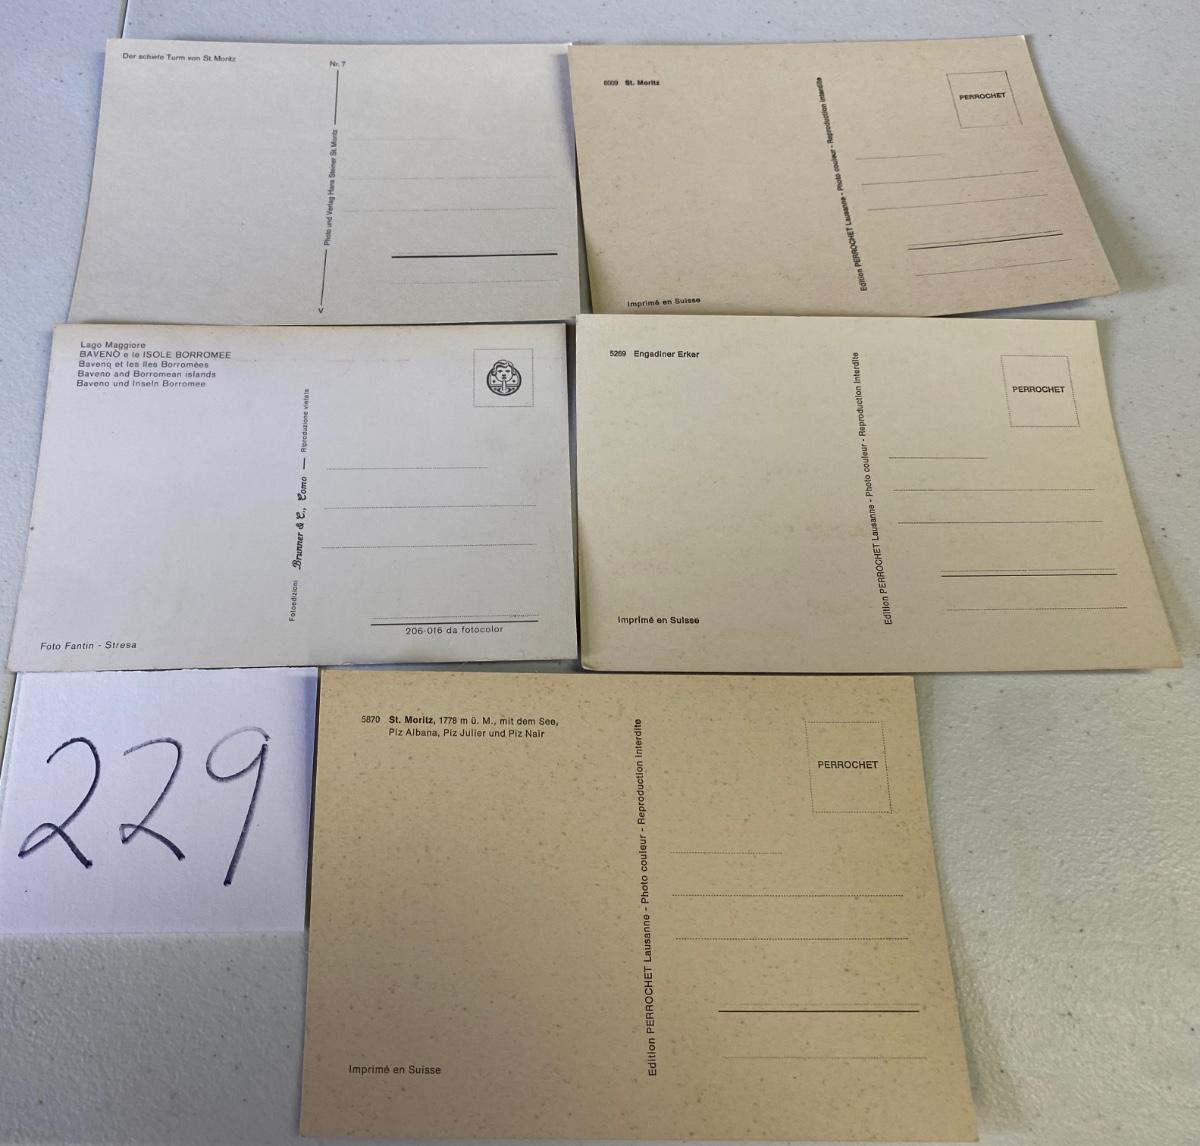 Der schiefe Turm von St. Moritz
Nr. 7
Photo und Verlag Hans Steiner St. Moritz
V
6009 St. Moritz
PERROCHET
Edition PERROCHET Lausanne - Photo couleur - Reproduction interdite
Imprimé en Suisse
Lago Maggiore
BAVENO e le ISOLE BORROMEE
Baveno et les Iles Borromées
Baveno and Borromean islands
Baveno und Inseln Borromee
Fotoedizioni Brunner & C., Como — Riproduzione vietata
206-016 da fotocolor
Foto Fantin - Stresa
5269 Engadiner Erker
PERROCHET
Edition PERROCHET Lausanne - Photo couleur - Reproduction interdite
Imprimé en Suisse
229
5870 St. Moritz, 1778 m ü. M., mit dem See,
Piz Albana, Piz Julier und Piz Nair
PERROCHET
Edition PERROCHET Lausanne - Photo couleur - Reproduction interdite
Imprimé en Suisse